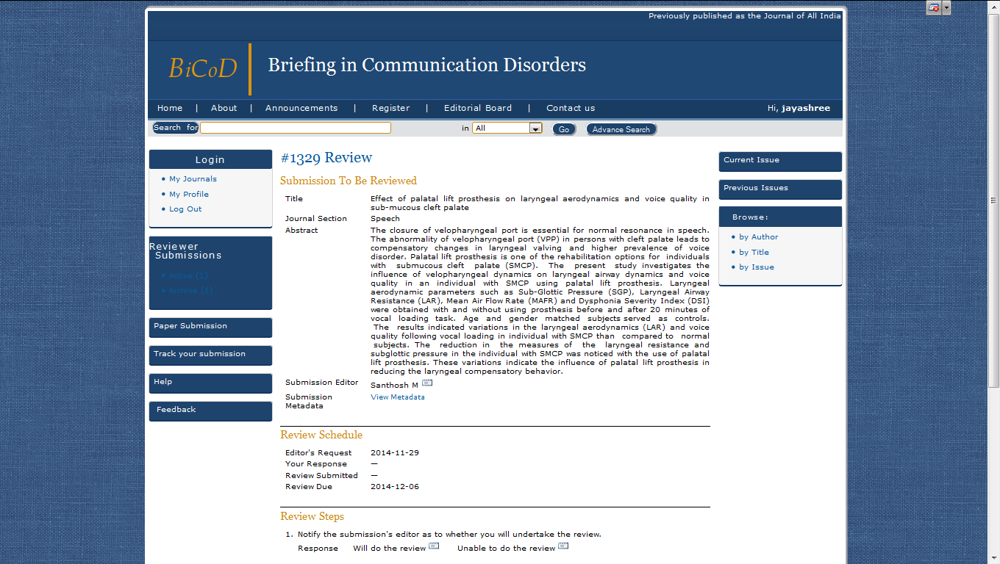 Previously published as the Journal of All India
BiCoD
Briefing in Communication Disorders
Home | About | Announcements | Register | Editorial Board | Contact us
Hi, jayashree
Search for in All Go Advance Search
Login
My Journals
My Profile
Log Out
Reviewer
Submissions
Active (1)
Archive (1)
Paper Submission
Track your submission
Help
Feedback
#1329 Review
Submission To Be Reviewed
Title Effect of palatal lift prosthesis on laryngeal aerodynamics and voice quality in
sub-mucous cleft palate
Journal Section Speech
Abstract The closure of velopharyngeal port is essential for normal resonance in speech.
The abnormality of velopharyngeal port (VPP) in persons with cleft palate leads to
compensatory changes in laryngeal valving and higher prevalence of voice
disorder. Palatal lift prosthesis is one of the rehabilitation options for individuals
with submucous cleft palate (SMCP). The present study investigates the
influence of velopharyngeal dynamics on laryngeal airway dynamics and voice
quality in an individual with SMCP using palatal lift prosthesis. Laryngeal
aerodynamic parameters such as Sub-Glottic Pressure (SGP), Laryngeal Airway
Resistance (LAR), Mean Air Flow Rate (MAFR) and Dysphonia Severity Index (DSI)
were obtained with and without using prosthesis before and after 20 minutes of
vocal loading task. Age and gender matched subjects served as controls.
The results indicated variations in the laryngeal aerodynamics (LAR) and voice
quality following vocal loading in individual with SMCP than compared to normal
subjects. The reduction in the measures of the laryngeal resistance and
subglottic pressure in the individual with SMCP was noticed with the use of palatal
lift prosthesis. These variations indicate the influence of palatal lift prosthesis in
reducing the laryngeal compensatory behavior.
Submission Editor Santhosh M
Submission View Metadata
Metadata
Review Schedule
Editor's Request 2014-11-29
Your Response —
Review Submitted —
Review Due 2014-12-06
Review Steps
1. Notify the submission's editor as to whether you will undertake the review.
Response Will do the review Unable to do the review
Current Issue
Previous Issues
Browse:
by Author
by Title
by Issue